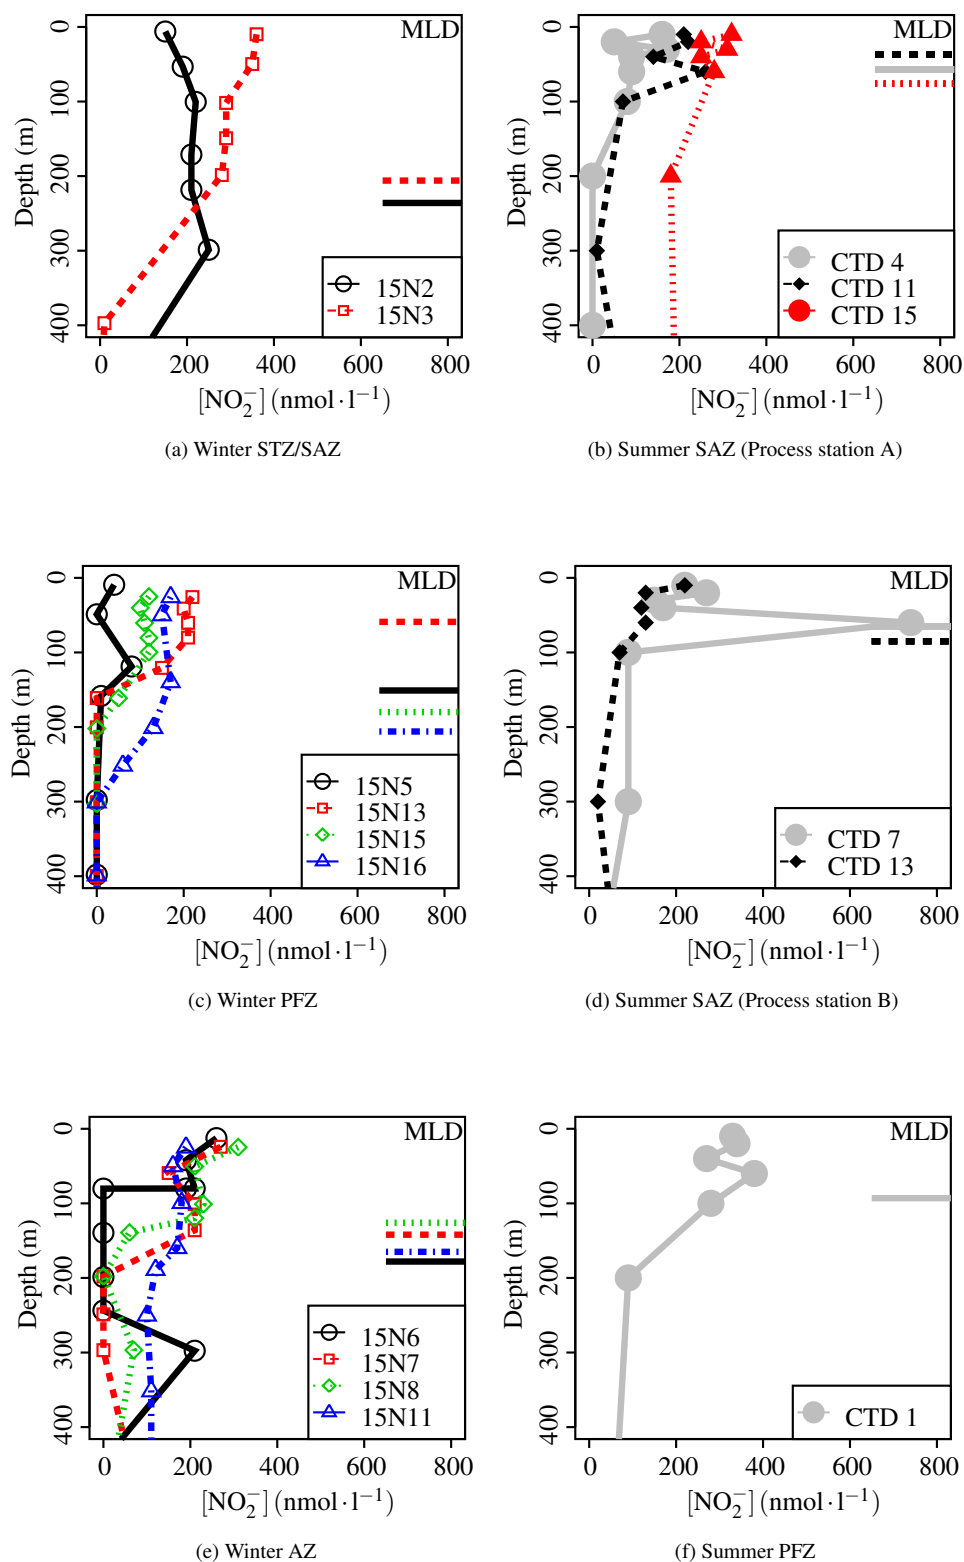 MLD
0
100
200
300
400
Depth (m)
15N2
15N3
0 200 400 600 800
[NO₂⁻] (nmol·l⁻¹)
(a) Winter STZ/SAZ
MLD
0
100
200
300
400
Depth (m)
CTD 4
CTD 11
CTD 15
0 200 400 600 800
[NO₂⁻] (nmol·l⁻¹)
(b) Summer SAZ (Process station A)
MLD
0
100
200
300
400
Depth (m)
15N5
15N13
15N15
15N16
0 200 400 600 800
[NO₂⁻] (nmol·l⁻¹)
(c) Winter PFZ
MLD
0
100
200
300
400
Depth (m)
CTD 7
CTD 13
0 200 400 600 800
[NO₂⁻] (nmol·l⁻¹)
(d) Summer SAZ (Process station B)
MLD
0
100
200
300
400
Depth (m)
15N6
15N7
15N8
15N11
0 200 400 600 800
[NO₂⁻] (nmol·l⁻¹)
(e) Winter AZ
MLD
0
100
200
300
400
Depth (m)
CTD 1
0 200 400 600 800
[NO₂⁻] (nmol·l⁻¹)
(f) Summer PFZ